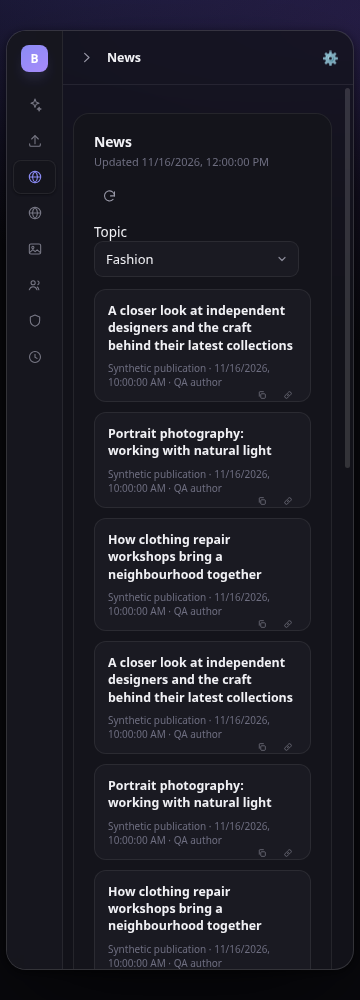 B
News
News
Updated 11/16/2026, 12:00:00 PM
Topic
Fashion
A closer look at independent
designers and the craft
behind their latest collections
Synthetic publication · 11/16/2026,
10:00:00 AM · QA author
Portrait photography:
working with natural light
Synthetic publication · 11/16/2026,
10:00:00 AM · QA author
How clothing repair
workshops bring a
neighbourhood together
Synthetic publication · 11/16/2026,
10:00:00 AM · QA author
A closer look at independent
designers and the craft
behind their latest collections
Synthetic publication · 11/16/2026,
10:00:00 AM · QA author
Portrait photography:
working with natural light
Synthetic publication · 11/16/2026,
10:00:00 AM · QA author
How clothing repair
workshops bring a
neighbourhood together
Synthetic publication · 11/16/2026,
10:00:00 AM · QA author